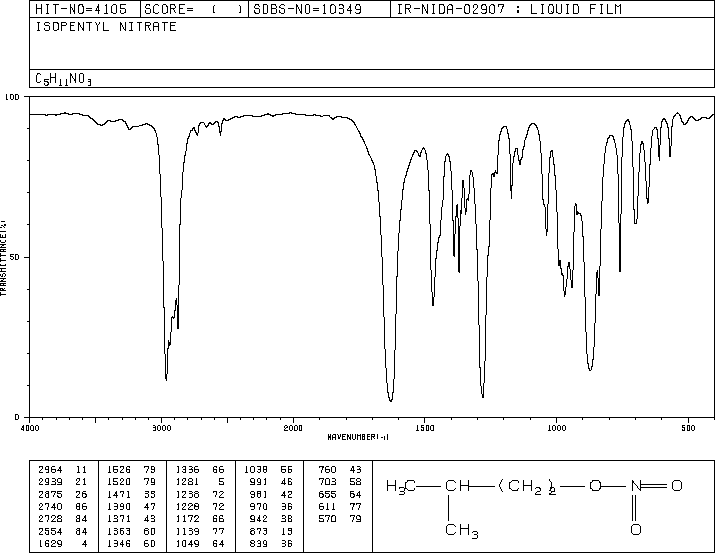 HIT-NO=4105 SCORE= ( ) SDBS-NO=10349 IR-NIDA-02907 : LIQUID FILM
ISOPENTYL NITRATE
C5H11NO3
100
50
0
TRANSMITTANCE(%)
4000 3000 2000 1500 1000 500
WAVENUMBER(-1)
2964 11 1526 79 1336 66 1038 56 760 43
2939 21 1520 79 1281 5 991 46 703 58
2875 26 1471 35 1238 72 981 42 655 64
2740 86 1390 47 1228 72 970 36 611 77
2728 84 1371 43 1172 66 942 38 570 79
2554 84 1363 60 1139 77 873 13
1629 4 1346 60 1049 64 839 36
H3C CH (CH2)2 O N O
CH3 O